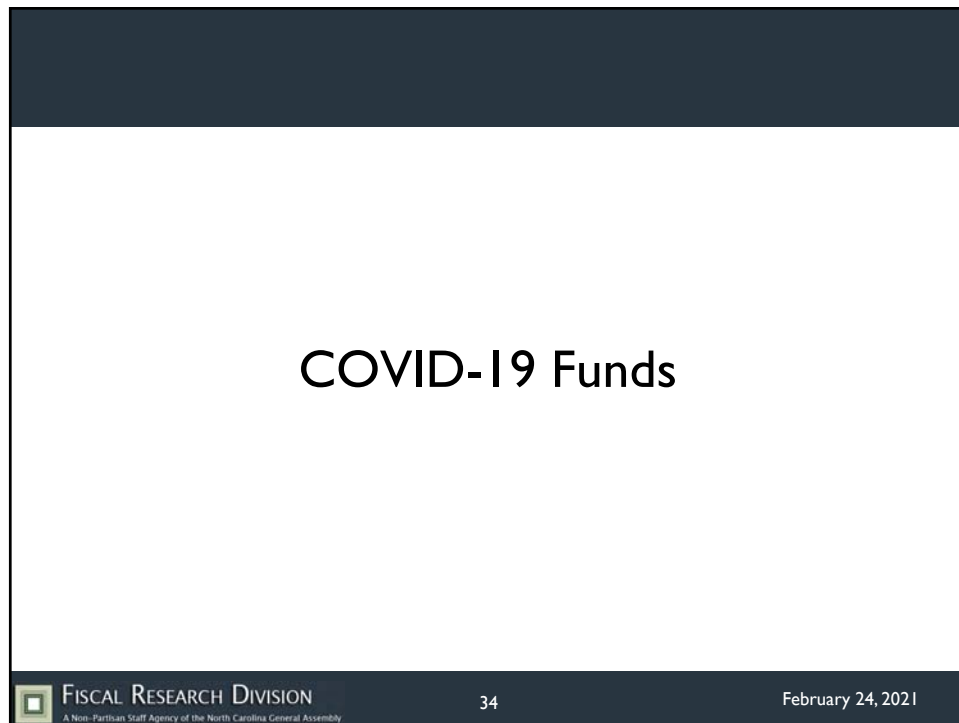 COVID-19 Funds
FISCAL RESEARCH DIVISION
A Non-Partisan Staff Agency of the North Carolina General Assembly
34
February 24, 2021